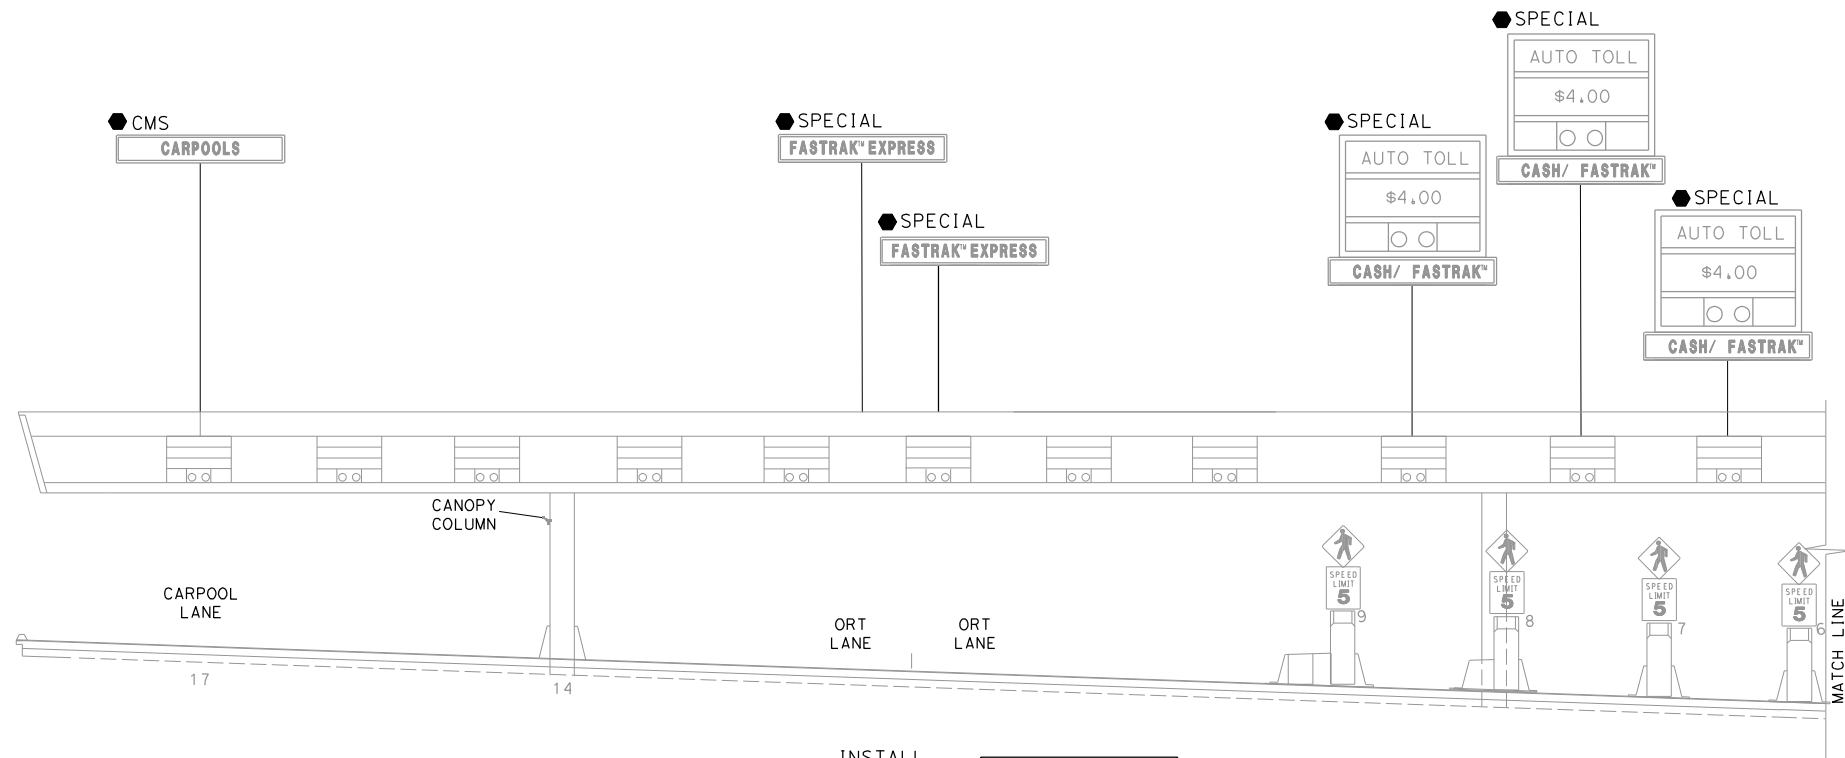 SPECIAL
AUTO TOLL
$4.00
CASH/ FASTRAK™
CMS
CARPOOLS
SPECIAL
FASTRAK™ EXPRESS
SPECIAL
FASTRAK™ EXPRESS
SPECIAL
AUTO TOLL
$4.00
CASH/ FASTRAK™
SPECIAL
AUTO TOLL
$4.00
CASH/ FASTRAK™
CANOPY
COLUMN
CARPOOL
LANE
ORT
LANE
ORT
LANE
SPEED
LIMIT
5
9
SPEED
LIMIT
5
8
SPEED
LIMIT
5
7
SPEED
LIMIT
5
6
MATCH LINE
17
14
INSTALL